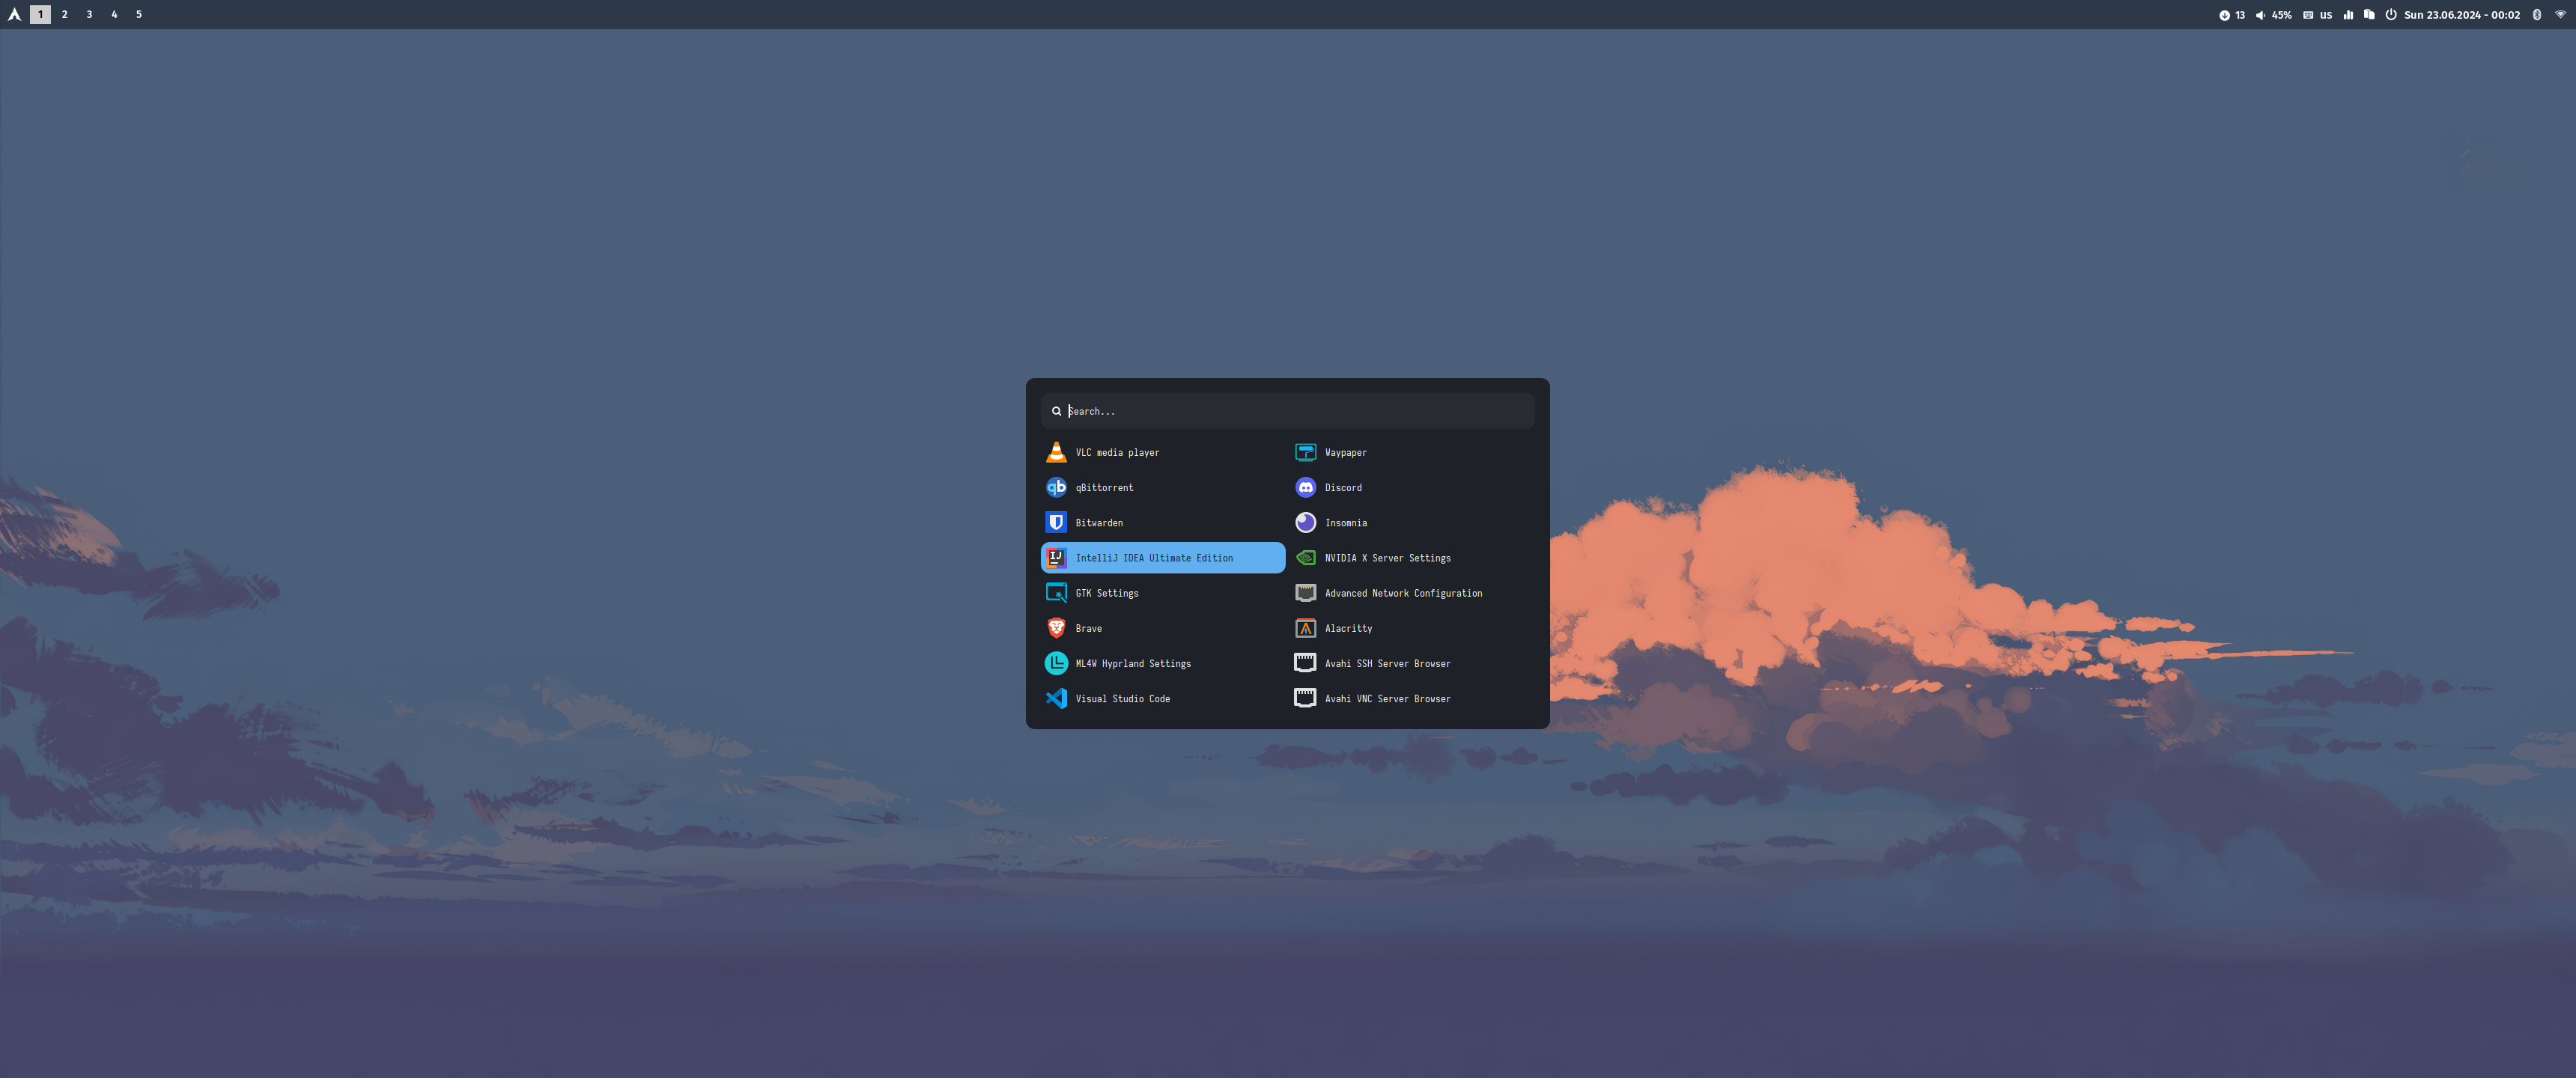 1 2 3 4 5
13 45% us Sun 23.06.2024 - 00:02
Search...
VLC media player
Waypaper
qb
qBittorrent
Discord
Bitwarden
Insomnia
IJ
IntelliJ IDEA Ultimate Edition
NVIDIA X Server Settings
GTK Settings
Advanced Network Configuration
Brave
Alacritty
ML4W Hyprland Settings
Avahi SSH Server Browser
Visual Studio Code
Avahi VNC Server Browser